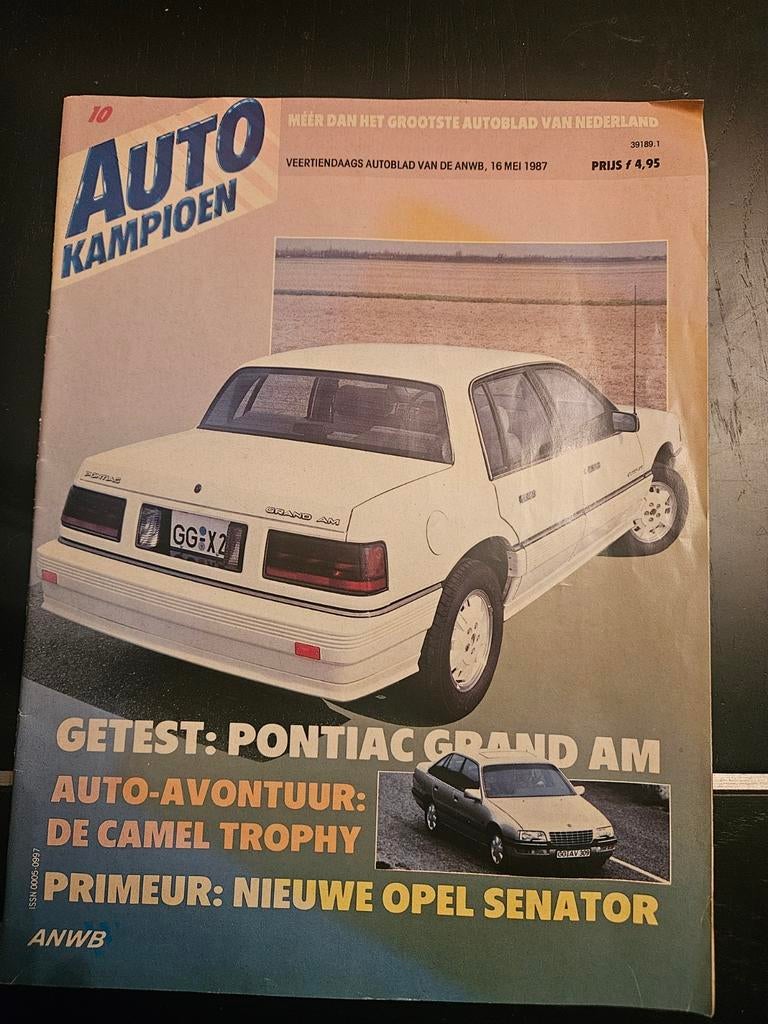 10
AUTO
KAMPIOEN
MÉÉR DAN HET GROOTSTE AUTOBLAD VAN NEDERLAND
39189.1
VEERTIENDAAGS AUTOBLAD VAN DE ANWB, 16 MEI 1987
PRIJS f 4,95
PONTIAC
GRAND AM
GG X2
GETEST: PONTIAC GRAND AM
AUTO-AVONTUUR:
DE CAMEL TROPHY
PRIMEUR: NIEUWE OPEL SENATOR
ISSN 0005-0997
ANWB